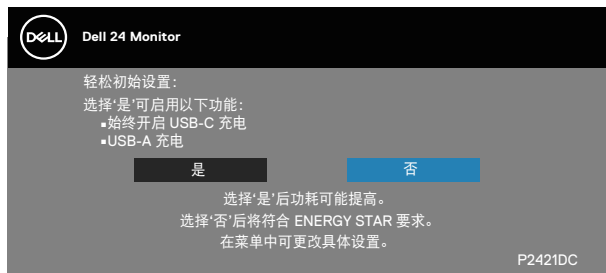 DELL
Dell 24 Monitor
轻松初始设置：
选择‘是’可启用以下功能：
▪始终开启 USB-C 充电
▪USB-A 充电
是 否
选择‘是’后功耗可能提高。
选择‘否’后将符合 ENERGY STAR 要求。
在菜单中可更改具体设置。
P2421DC